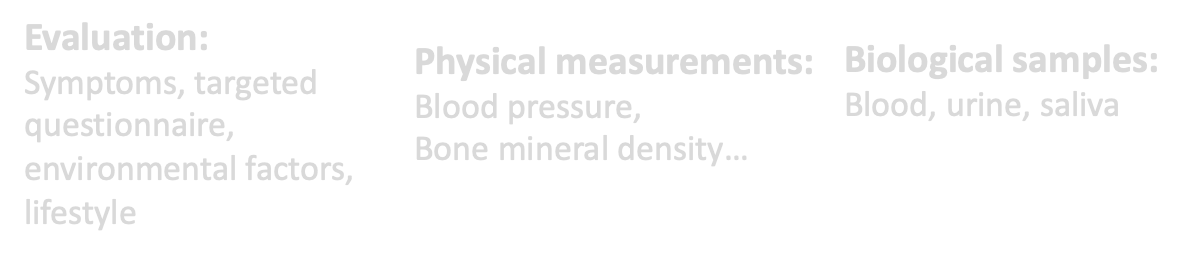 Evaluation:
Symptoms, targeted
questionnaire,
environmental factors,
lifestyle
Physical measurements:
Blood pressure,
Bone mineral density…
Biological samples:
Blood, urine, saliva